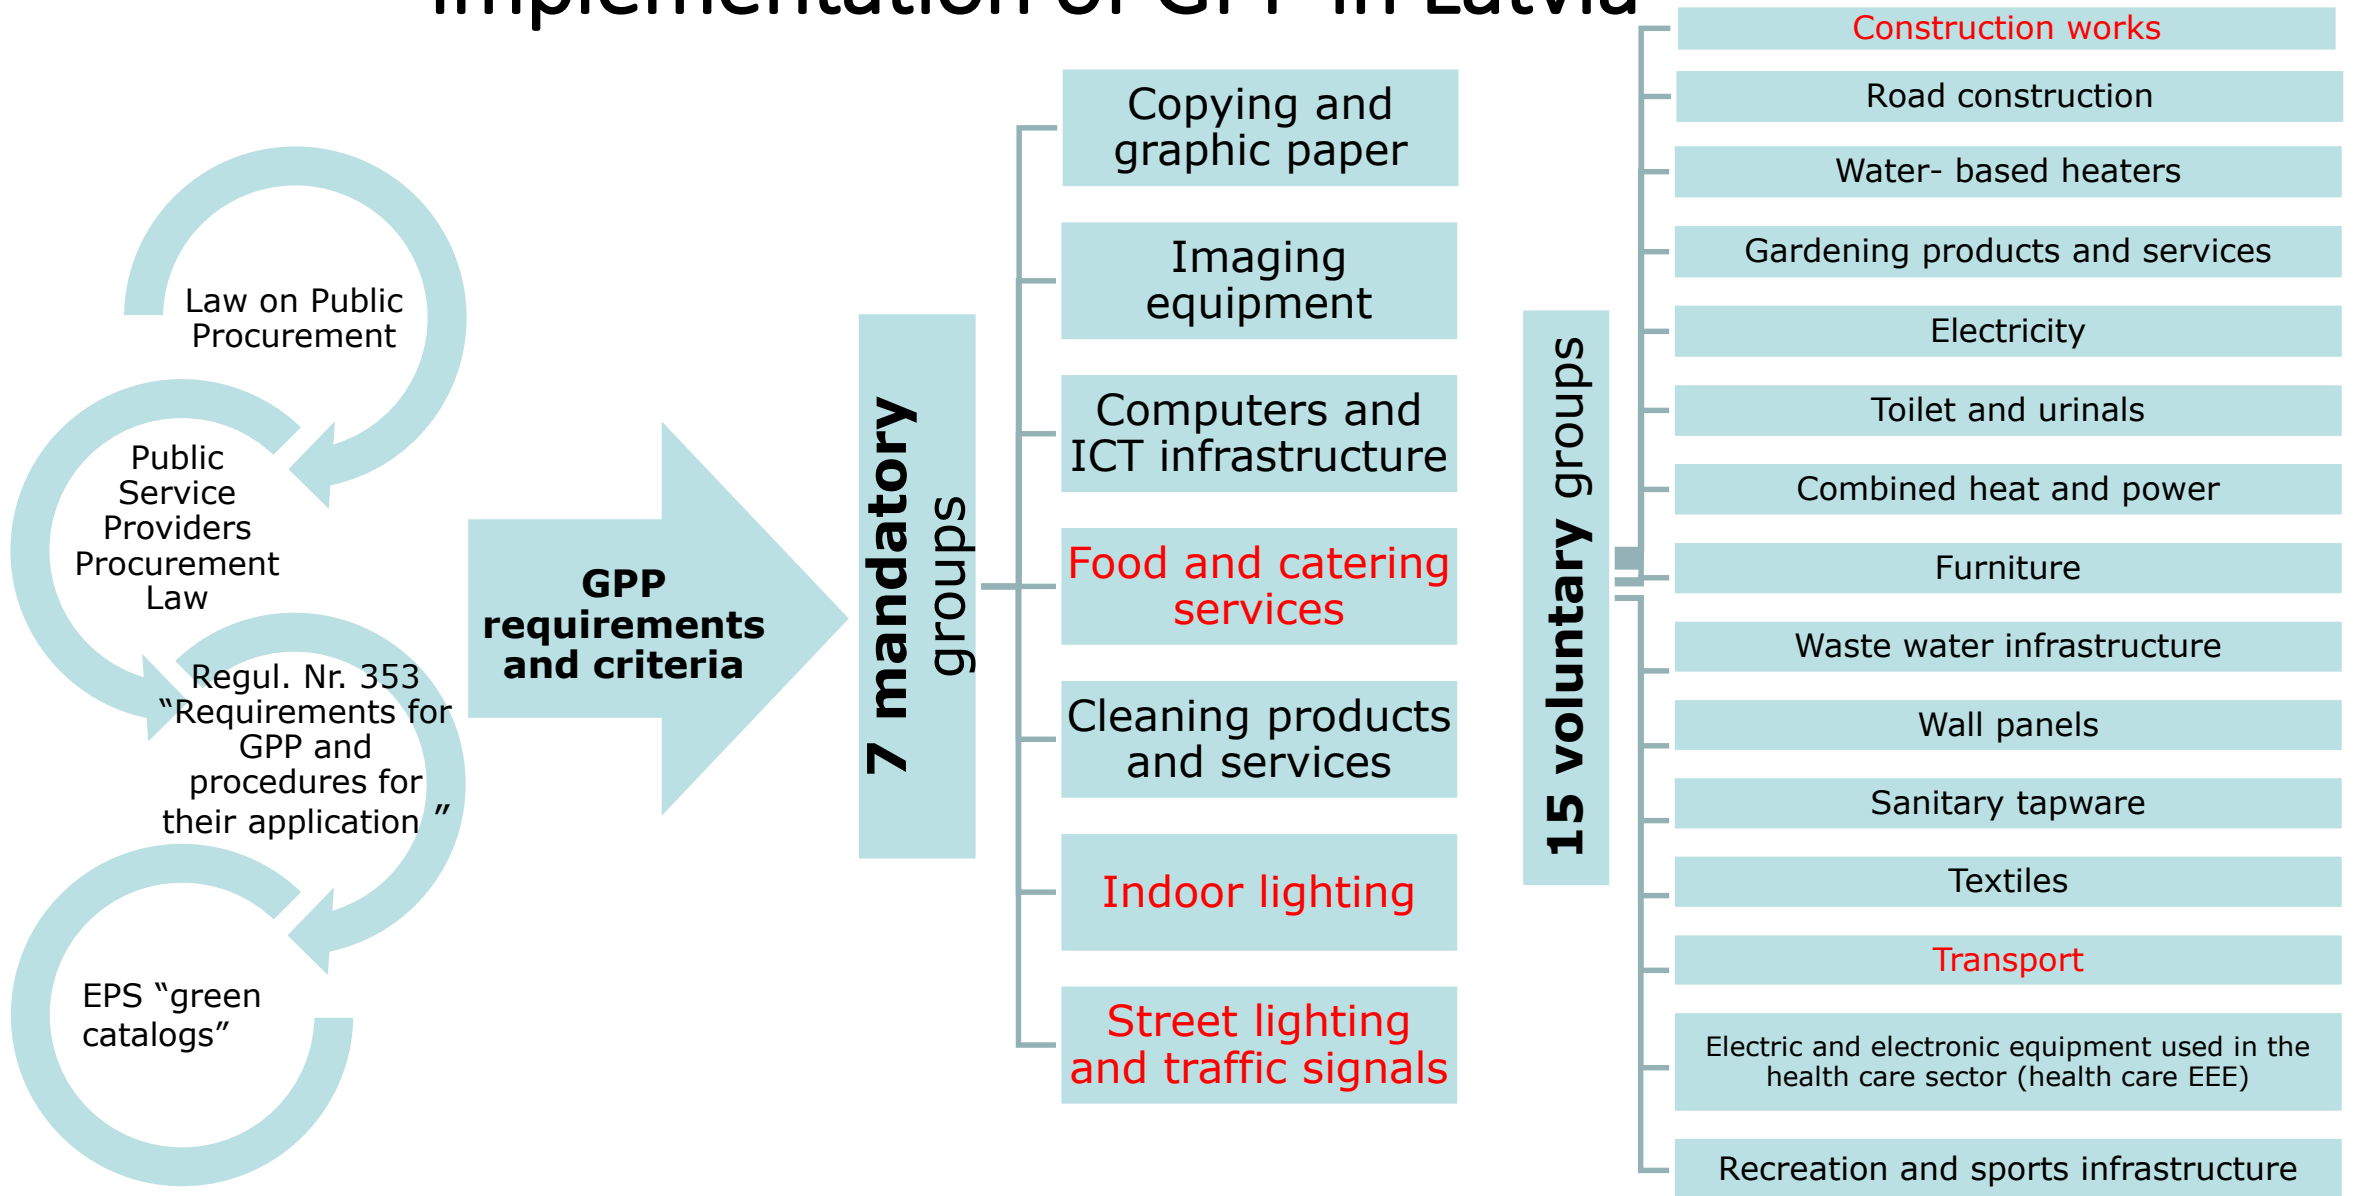 Implementation of GPP in Latvia
Law on Public
Procurement
Public
Service
Providers
Procurement
Law
Regul. Nr. 353
“Requirements for
GPP and
procedures for
their application ”
EPS “green
catalogs”
GPP
requirements
and criteria
7 mandatory
groups
Copying and
graphic paper
Imaging
equipment
Computers and
ICT infrastructure
Food and catering
services
Cleaning products
and services
Indoor lighting
Street lighting
and traffic signals
15 voluntary groups
Construction works
Road construction
Water- based heaters
Gardening products and services
Electricity
Toilet and urinals
Combined heat and power
Furniture
Waste water infrastructure
Wall panels
Sanitary tapware
Textiles
Transport
Electric and electronic equipment used in the
health care sector (health care EEE)
Recreation and sports infrastructure